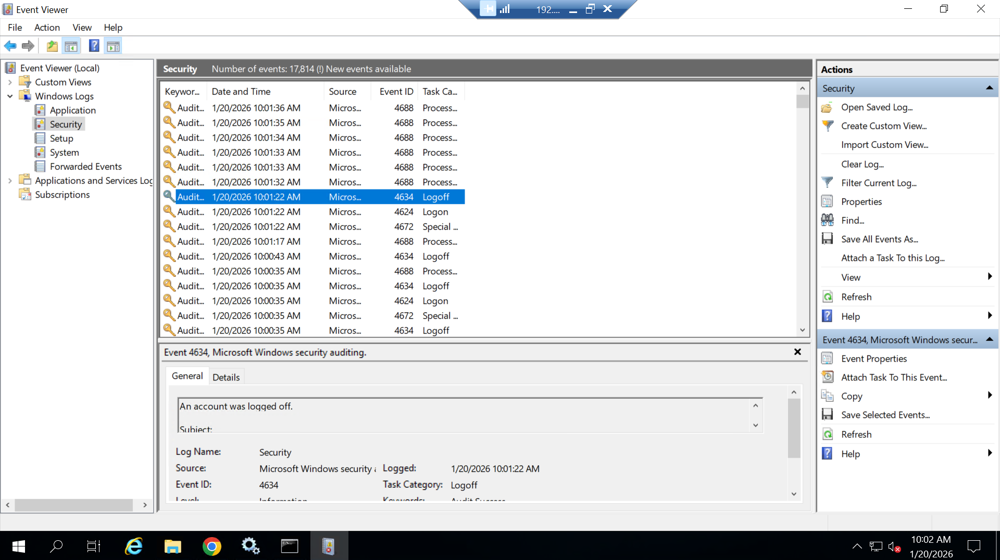 Event Viewer
192....
File Action View Help
Event Viewer (Local)
Custom Views
Windows Logs
Application
Security
Setup
System
Forwarded Events
Applications and Services Log
Subscriptions
Security Number of events: 17,814 (!) New events available
Keywor... Date and Time Source Event ID Task Ca...
Audit... 1/20/2026 10:01:36 AM Micros... 4688 Process...
Audit... 1/20/2026 10:01:35 AM Micros... 4688 Process...
Audit... 1/20/2026 10:01:34 AM Micros... 4688 Process...
Audit... 1/20/2026 10:01:33 AM Micros... 4688 Process...
Audit... 1/20/2026 10:01:33 AM Micros... 4688 Process...
Audit... 1/20/2026 10:01:32 AM Micros... 4688 Process...
Audit... 1/20/2026 10:01:22 AM Micros... 4634 Logoff
Audit... 1/20/2026 10:01:22 AM Micros... 4624 Logon
Audit... 1/20/2026 10:01:22 AM Micros... 4672 Special ...
Audit... 1/20/2026 10:01:17 AM Micros... 4688 Process...
Audit... 1/20/2026 10:00:43 AM Micros... 4634 Logoff
Audit... 1/20/2026 10:00:35 AM Micros... 4688 Process...
Audit... 1/20/2026 10:00:35 AM Micros... 4634 Logoff
Audit... 1/20/2026 10:00:35 AM Micros... 4624 Logon
Audit... 1/20/2026 10:00:35 AM Micros... 4672 Special ...
Audit... 1/20/2026 10:00:35 AM Micros... 4634 Logoff
Event 4634, Microsoft Windows security auditing.
General Details
An account was logged off.
Subject:
Log Name: Security
Source: Microsoft Windows security a Logged: 1/20/2026 10:01:22 AM
Event ID: 4634 Task Category: Logoff
Level: Information Keywords: Audit Success
Actions
Security
Open Saved Log...
Create Custom View...
Import Custom View...
Clear Log...
Filter Current Log...
Properties
Find...
Save All Events As...
Attach a Task To this Log...
View
Refresh
Help
Event 4634, Microsoft Windows secur...
Event Properties
Attach Task To This Event...
Copy
Save Selected Events...
Refresh
Help
10:02 AM
1/20/2026